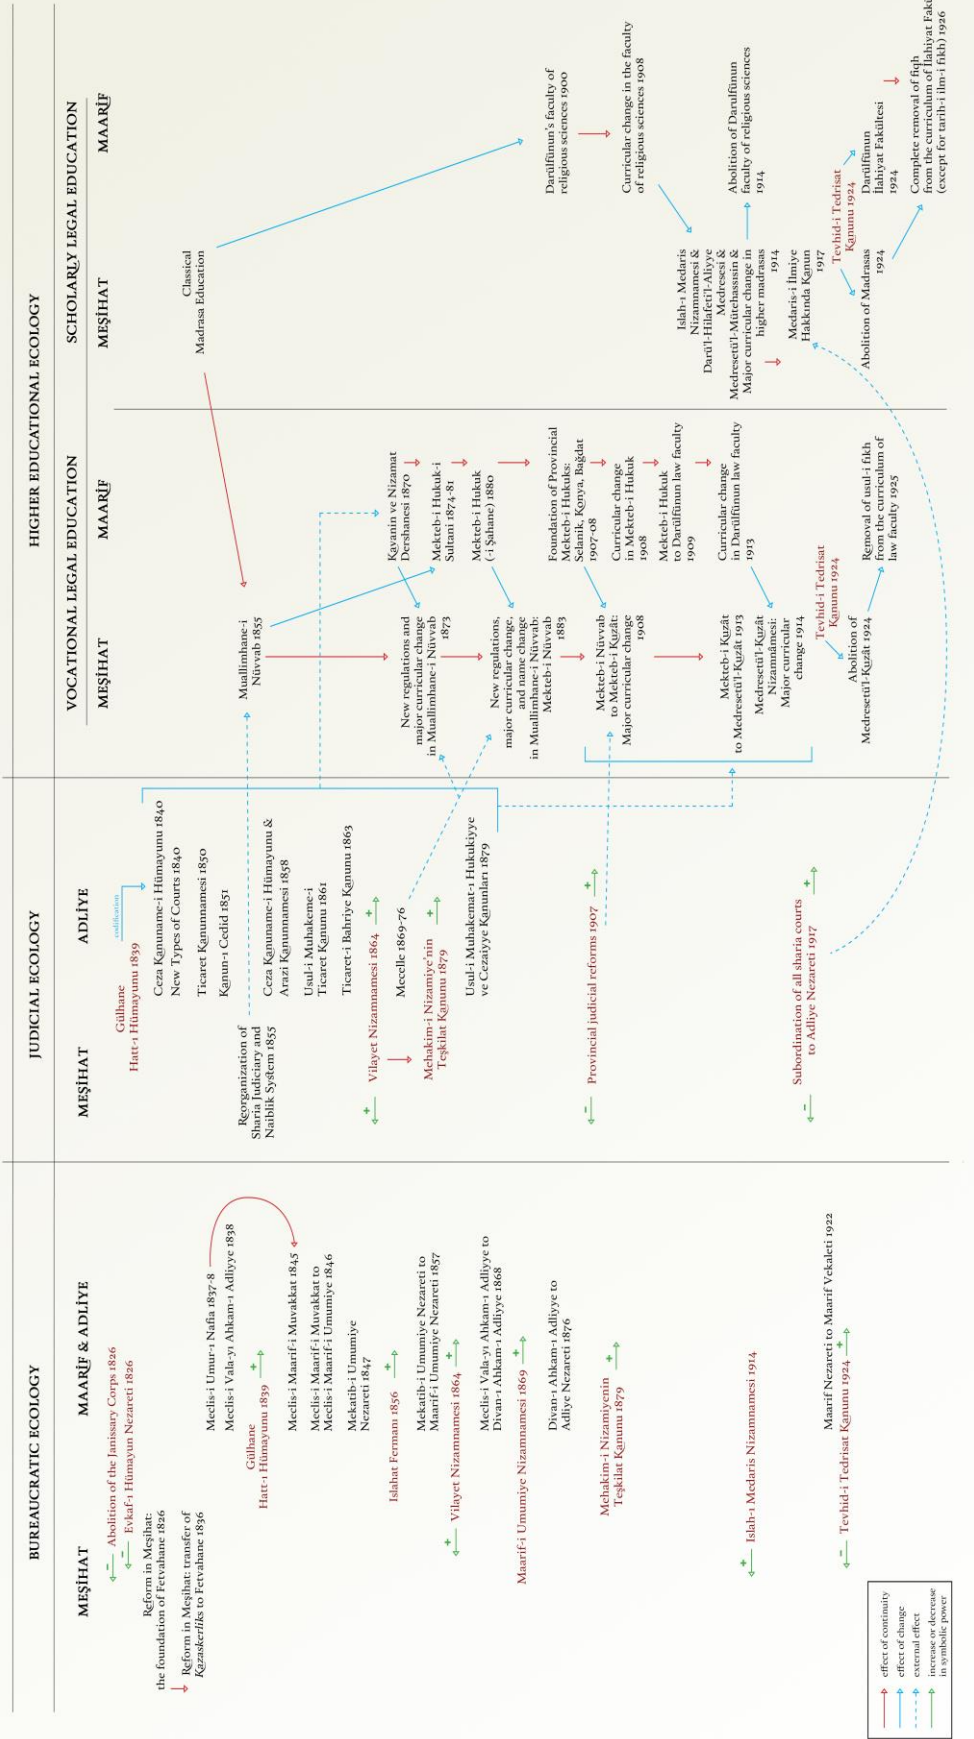 BUREAUCRATIC ECOLOGY
MEŞİHAT
MAARİF & ADLİYE
Abolition of the Janissary Corps 1826
Evkaf-ı Hümayun Nezareti 1826
Reform in Meşihat:
the foundation of Fetvahane 1826
Reform in Meşihat: transfer of
Kazaskerliks to Fetvahane 1836
Meclis-i Umur-ı Nafia 1837-8
Meclis-i Vala-yı Ahkam-ı Adliyye 1838
Gülhane
Hatt-ı Hümayunu 1839
Meclis-i Maarif-i Muvakkat 1845
Meclis-i Maarif-i Muvakkat to
Meclis-i Maarif-i Umumiye 1846
Mekatib-i Umumiye
Nezareti 1847
Islahat Fermanı 1856
Mekatib-i Umumiye Nezareti to
Maarif-i Umumiye Nezareti 1857
Vilayet Nizamnamesi 1864
Meclis-i Vala-yı Ahkam-ı Adliyye to
Divan-ı Ahkam-ı Adliyye 1868
Maarif-i Umumiye Nizamnamesi 1869
Divan-ı Ahkam-ı Adliyye to
Adliye Nezareti 1876
Mehakim-i Nizamiyenin
Teşkilat Kanunu 1879
Islah-ı Medaris Nizamnamesi 1914
Maarif Nezareti to Maarif Vekaleti 1922
Tevhid-i Tedrisat Kanunu 1924
effect of continuity
effect of change
external effect
increase or decrease
in symbolic power
JUDICIAL ECOLOGY
MEŞİHAT
ADLİYE
Gülhane
Hatt-ı Hümayunu 1839
codification
Ceza Kanuname-i Hümayunu 1840
New Types of Courts 1840
Ticaret Kanunnamesi 1850
Kanun-ı Cedid 1851
Reorganization of
Sharia Judiciary and
Naiblik System 1855
Ceza Kanuname-i Hümayunu &
Arazi Kanunnamesi 1858
Usul-i Muhakeme-i
Ticaret Kanunu 1861
Ticaret-i Bahriye Kanunu 1863
Vilayet Nizamnamesi 1864
Mecelle 1869-76
Mehakim-i Nizamiye'nin
Teşkilat Kanunu 1879
Usul-i Muhakemat-ı Hukukiyye
ve Cezaiyye Kanunları 1879
Provincial judicial reforms 1907
Subordination of all sharia courts
to Adliye Nezareti 1917
HIGHER EDUCATIONAL ECOLOGY
VOCATIONAL LEGAL EDUCATION
MEŞİHAT
MAARİF
Muallimhane-i
Nüvvab 1855
New regulations and
major curricular change
in Muallimhane-i Nüvvab
1873
Kavanin ve Nizamat
Dershanesi 1870
Mekteb-i Hukuk-i
Sultani 1874-81
Mekteb-i Hukuk
(-i Şahane) 1880
New regulations,
major curricular change,
and name change
in Muallimhane-i Nüvvab:
Mekteb-i Nüvvab
1883
Foundation of Provincial
Mekteb-i Hukuks:
Selanik, Konya, Bağdat
1907-08
Mekteb-i Nüvvab
to Mekteb-i Kuzât:
Major curricular change
1908
Curricular change
in Mekteb-i Hukuk
1908
Mekteb-i Hukuk
to Darülfünun law faculty
1909
Curricular change
in Darülfünun law faculty
1913
Mekteb-i Kuzât
to Medresetü'l-Kuzât 1913
Medresetü'l-Kuzât
Nizamnâmesi:
Major curricular
change 1914
Tevhid-i Tedrisat
Kanunu 1924
Abolition of
Medresetü'l-Kuzât 1924
Removal of usul-i fıkh
from the curriculum of
law faculty 1925
SCHOLARLY LEGAL EDUCATION
MEŞİHAT
MAARİF
Classical
Madrasa Education
Darülfünun's faculty of
religious sciences 1900
Curricular change in the faculty
of religious sciences 1908
Islah-ı Medaris
Nizamnamesi &
Darü'l-Hilafeti'l-Aliyye
Medresesi &
Medresetü'l-Mütehassısin &
Major curricular change in
higher madrasas
1914
Abolition of Darulfünun
faculty of religious sciences
1914
Medaris-i İlmiye
Hakkında Kanun
1917
Tevhid-i Tedrisat
Kanunu 1924
Abolition of Madrasas
1924
Darülfünun
İlahiyat Fakültesi
1924
Complete removal of fiqh
from the curriculum of İlahiyat
(except for tarih-i ilm-i fıkh) 1926